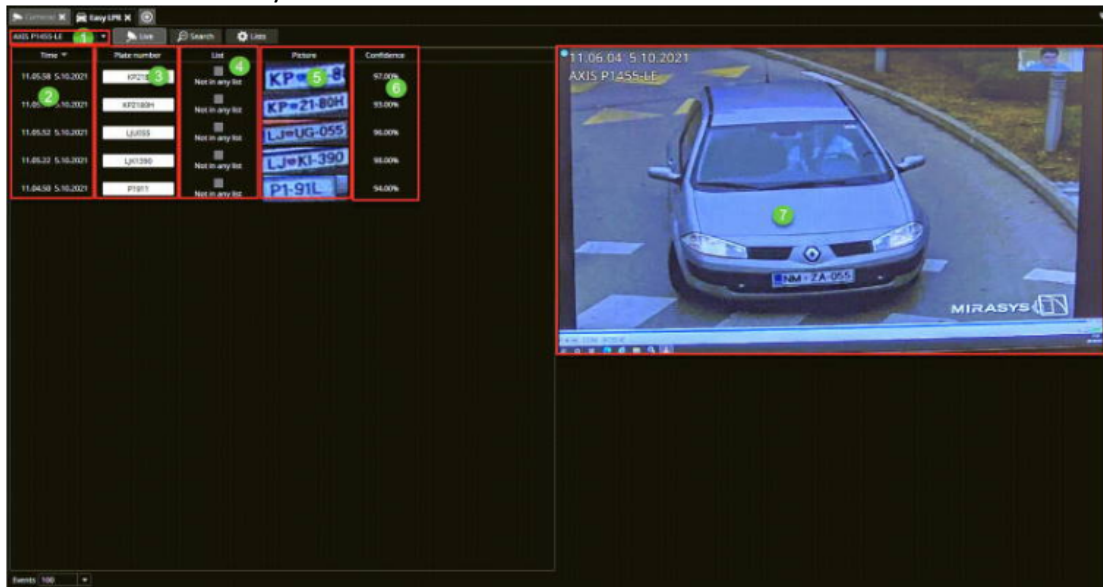 Easy LPR
AXIS P1455-LE 1
Live
Search
Lists
Time
Plate number
List
Picture
Confidence
11.05.58 5.10.2021
3
4
Not in any list
5
97.00%
2
KPZ180H
Not in any list
KP 21-80H
93.00%
6
11.05.52 5.10.2021
LJUG55
Not in any list
LJ UG-055
96.00%
11.05.22 5.10.2021
LJKI390
Not in any list
LJ KI-390
98.00%
11.04.50 5.10.2021
P1911
Not in any list
P1-91L
94.00%
11.06.04 5.10.2021
AXIS P1455-LE
7
NM ZA-055
MIRASYS
Events 100